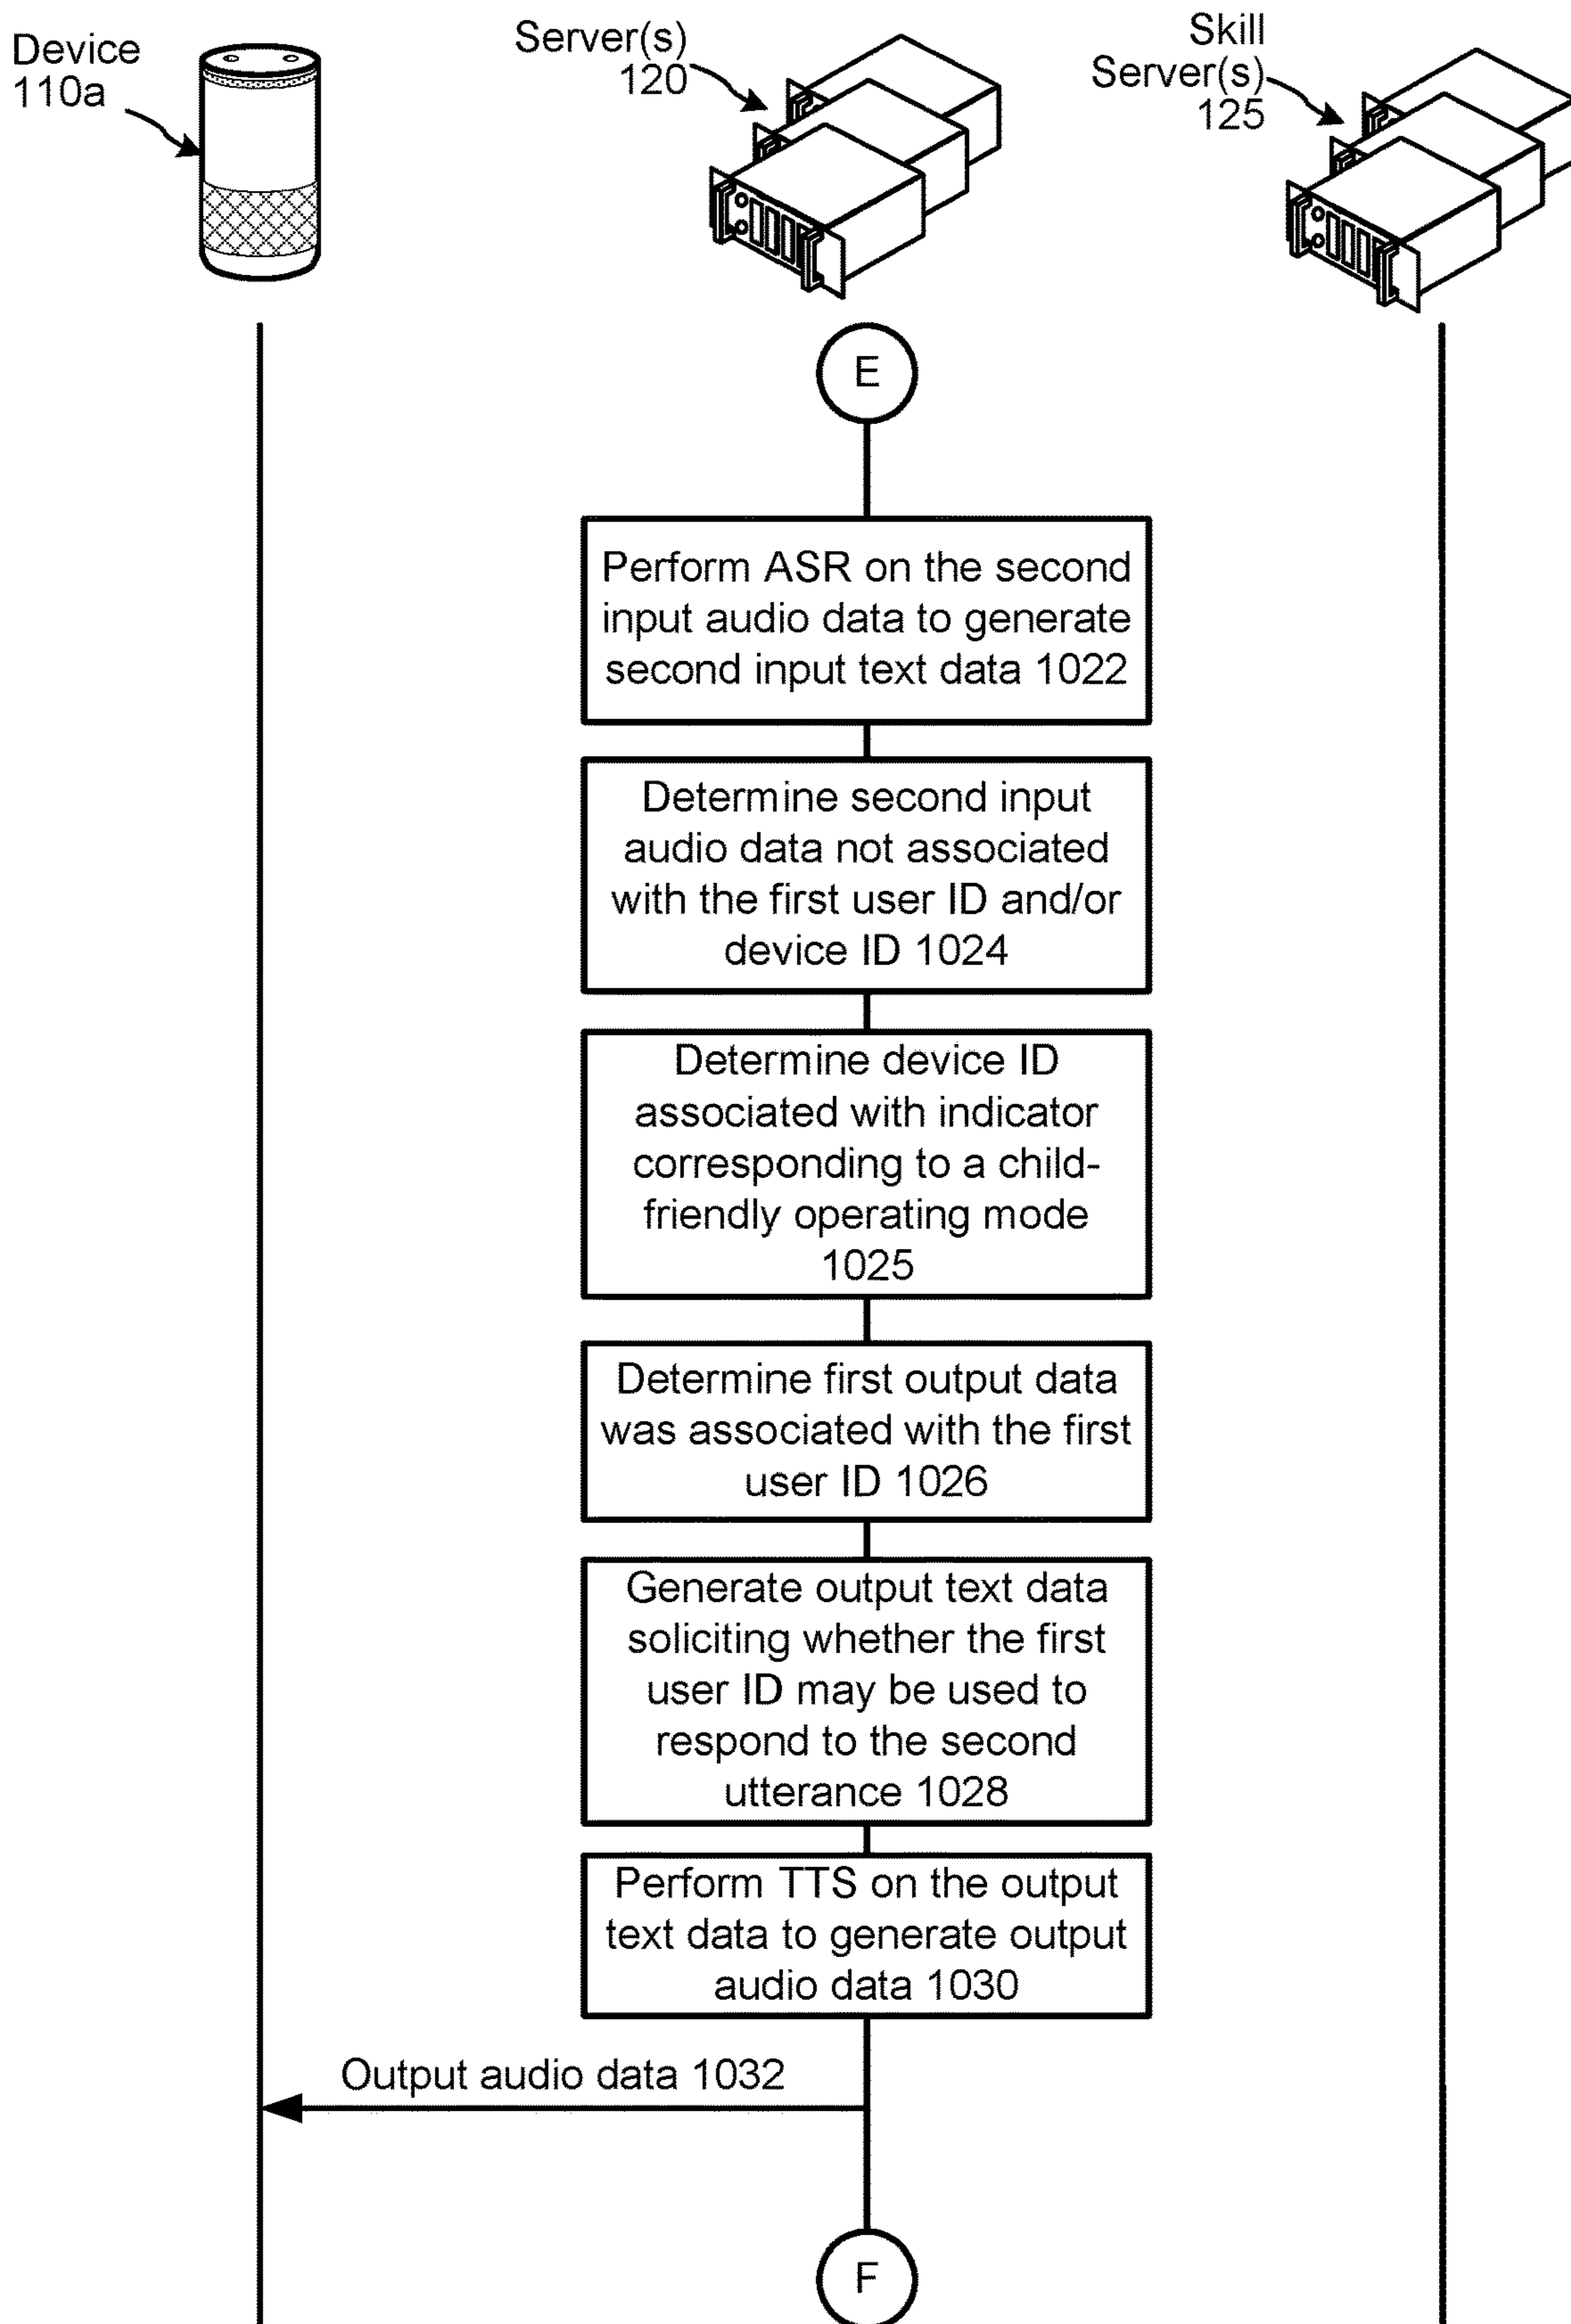 Device
110a
Server(s)
120
Skill
Server(s)
125
E
Perform ASR on the second
input audio data to generate
second input text data 1022
Determine second input
audio data not associated
with the first user ID and/or
device ID 1024
Determine device ID
associated with indicator
corresponding to a child-
friendly operating mode
1025
Determine first output data
was associated with the first
user ID 1026
Generate output text data
soliciting whether the first
user ID may be used to
respond to the second
utterance 1028
Perform TTS on the output
text data to generate output
audio data 1030
Output audio data 1032
F